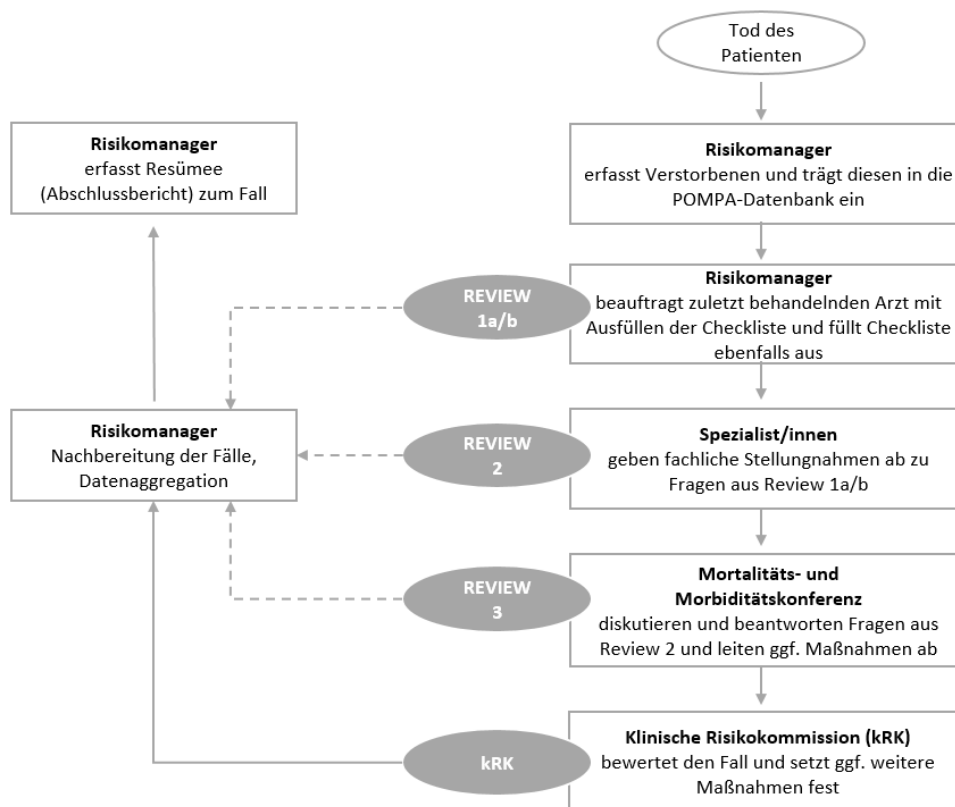 Tod des
Patienten
Risikomanager
erfasst Verstorbenen und trägt diesen in die
POMPA-Datenbank ein
Risikomanager
beauftragt zuletzt behandelnden Arzt mit
Ausfüllen der Checkliste und füllt Checkliste
ebenfalls aus
Spezialist/innen
geben fachliche Stellungnahmen ab zu
Fragen aus Review 1a/b
Mortalitäts- und
Morbiditätskonferenz
diskutieren und beantworten Fragen aus
Review 2 und leiten ggf. Maßnahmen ab
Klinische Risikokommission (kRK)
bewertet den Fall und setzt ggf. weitere
Maßnahmen fest
REVIEW
1a/b
REVIEW
2
REVIEW
3
kRK
Risikomanager
Nachbereitung der Fälle,
Datenaggregation
Risikomanager
erfasst Resümee
(Abschlussbericht) zum Fall